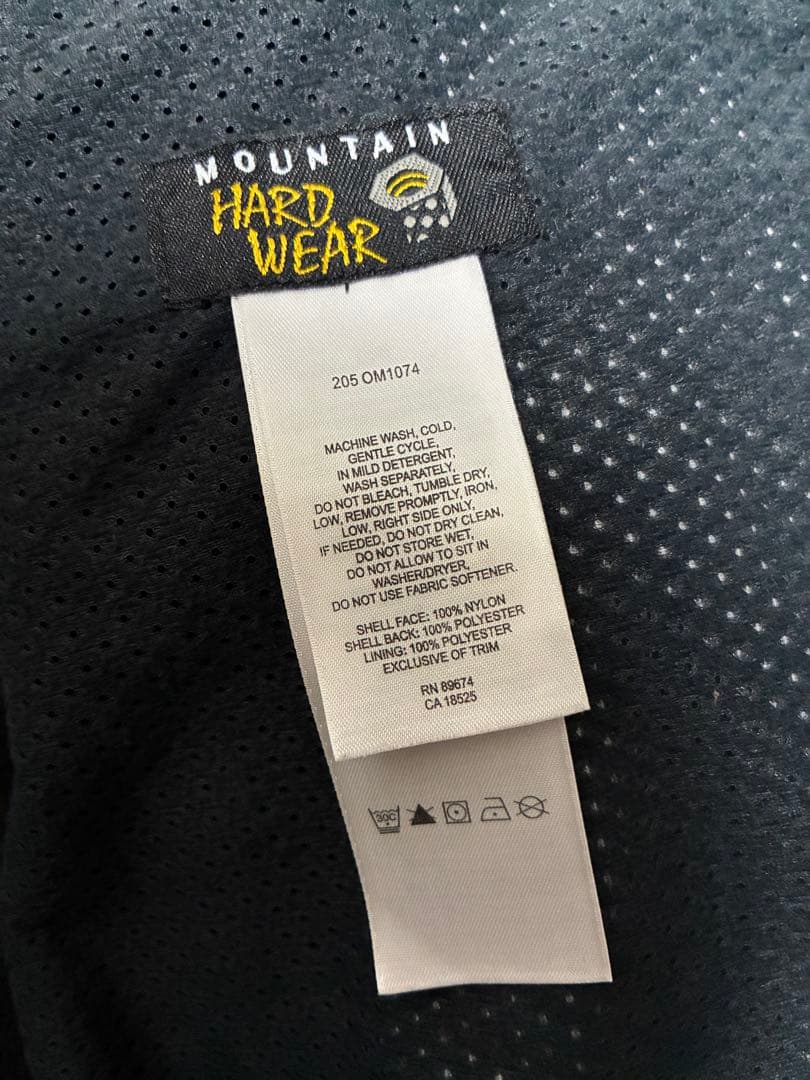 MOUNTAIN
HARD
WEAR
205 OM1074
MACHINE WASH, COLD,
GENTLE CYCLE,
IN MILD DETERGENT,
WASH SEPARATELY,
DO NOT BLEACH, TUMBLE DRY,
LOW, REMOVE PROMPTLY, IRON,
LOW, RIGHT SIDE ONLY,
IF NEEDED, DO NOT DRY CLEAN,
DO NOT STORE WET,
DO NOT ALLOW TO SIT IN
WASHER/DRYER,
DO NOT USE FABRIC SOFTENER.
SHELL FACE: 100% NYLON
SHELL BACK: 100% POLYESTER
LINING: 100% POLYESTER
EXCLUSIVE OF TRIM
RN 89674
CA 18525
30C